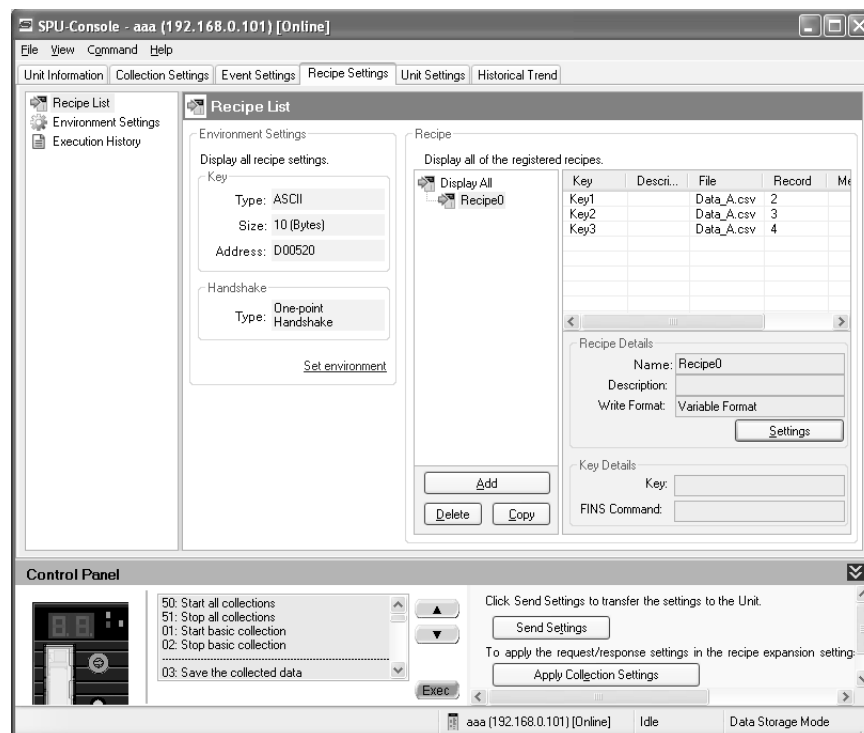 SPU-Console - aaa (192.168.0.101) [Online]
File View Command Help
Unit Information Collection Settings Event Settings Recipe Settings Unit Settings Historical Trend
Recipe List
Environment Settings
Execution History
Recipe List
Environment Settings
Display all recipe settings.
Key
Type: ASCII
Size: 10 (Bytes)
Address: D00520
Handshake
Type: One-point
Handshake
Set environment
Recipe
Display all of the registered recipes.
Display All
Recipe0
Add
Delete Copy
Key Descri... File Record Me
Key1 Data_A.csv 2
Key2 Data_A.csv 3
Key3 Data_A.csv 4
Recipe Details
Name: Recipe0
Description:
Write Format: Variable Format
Settings
Key Details
Key:
FINS Command:
Control Panel
50: Start all collections
51: Stop all collections
01: Start basic collection
02: Stop basic collection
03: Save the collected data
Exec
Click Send Settings to transfer the settings to the Unit.
Send Settings
To apply the request/response settings in the recipe expansion setting
Apply Collection Settings
aaa (192.168.0.101) [Online] Idle Data Storage Mode